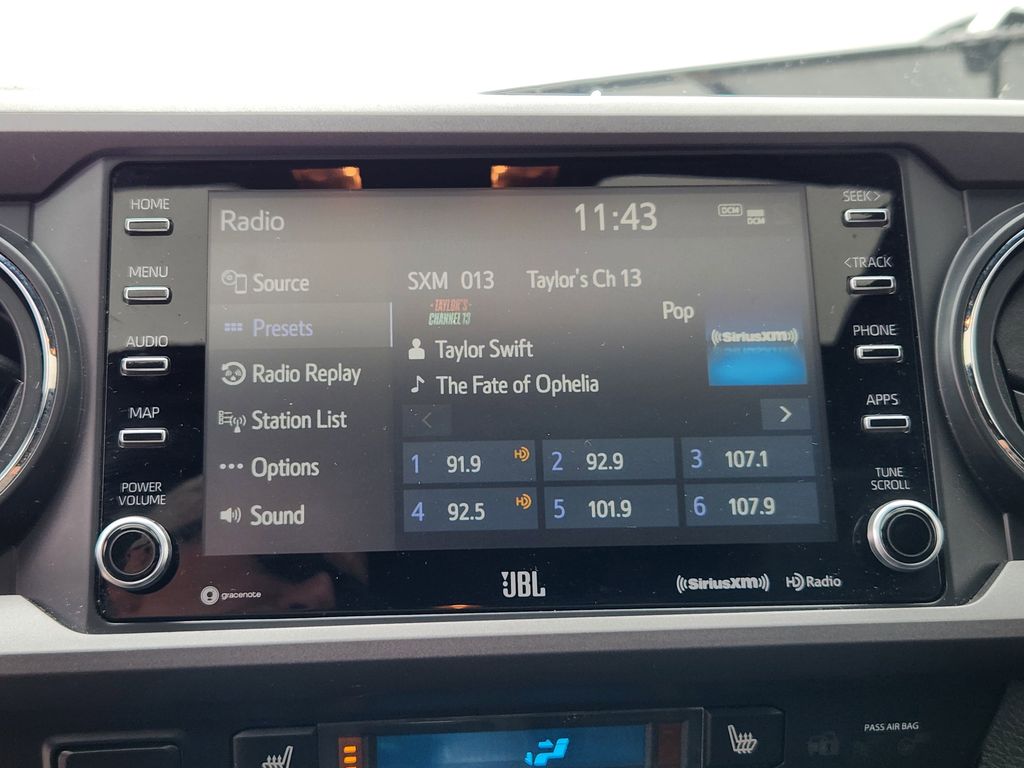 HOME
MENU
AUDIO
MAP
POWER
VOLUME
Radio
11:43
DCM
DCM
Source
Presets
Radio Replay
Station List
Options
Sound
SXM 013 Taylor's Ch 13
TAYLOR'S
CHANNEL 13
Pop
((SiriusXM))
Taylor Swift
The Fate of Ophelia
<
>
1 91.9 HD
2 92.9
3 107.1
4 92.5 HD
5 101.9
6 107.9
SEEK>
<TRACK
PHONE
APPS
TUNE
SCROLL
gracenote
JBL
((SiriusXM))
HD Radio
PASS AIR BAG